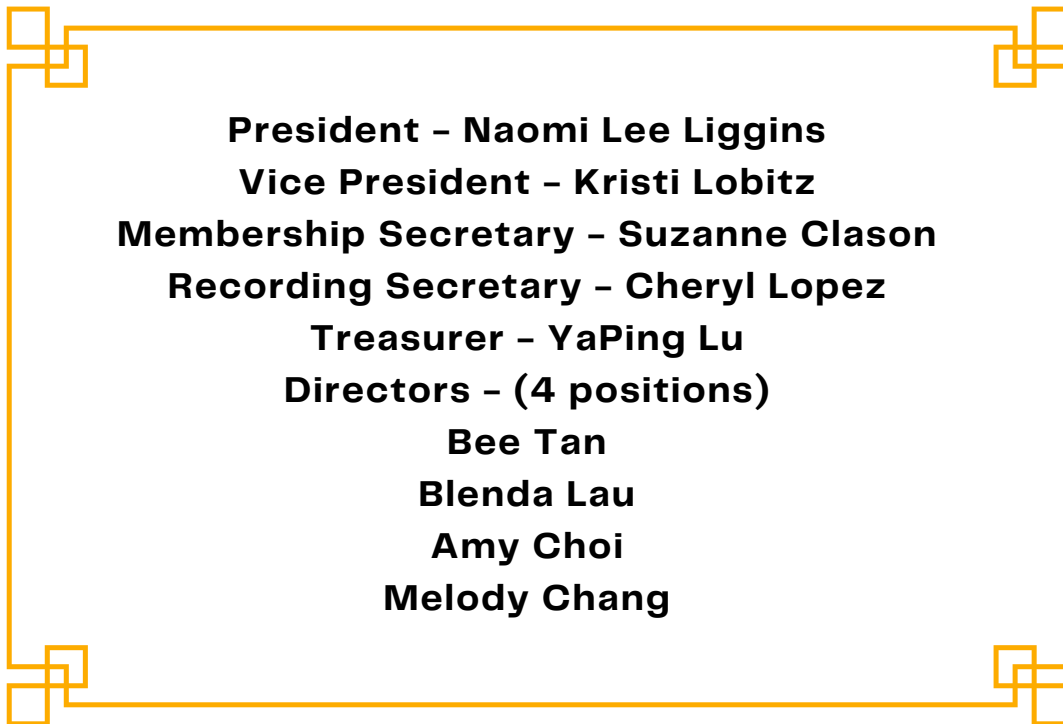 President – Naomi Lee Liggins
Vice President – Kristi Lobitz
Membership Secretary – Suzanne Clason
Recording Secretary – Cheryl Lopez
Treasurer – YaPing Lu
Directors – (4 positions)
Bee Tan
Blenda Lau
Amy Choi
Melody Chang